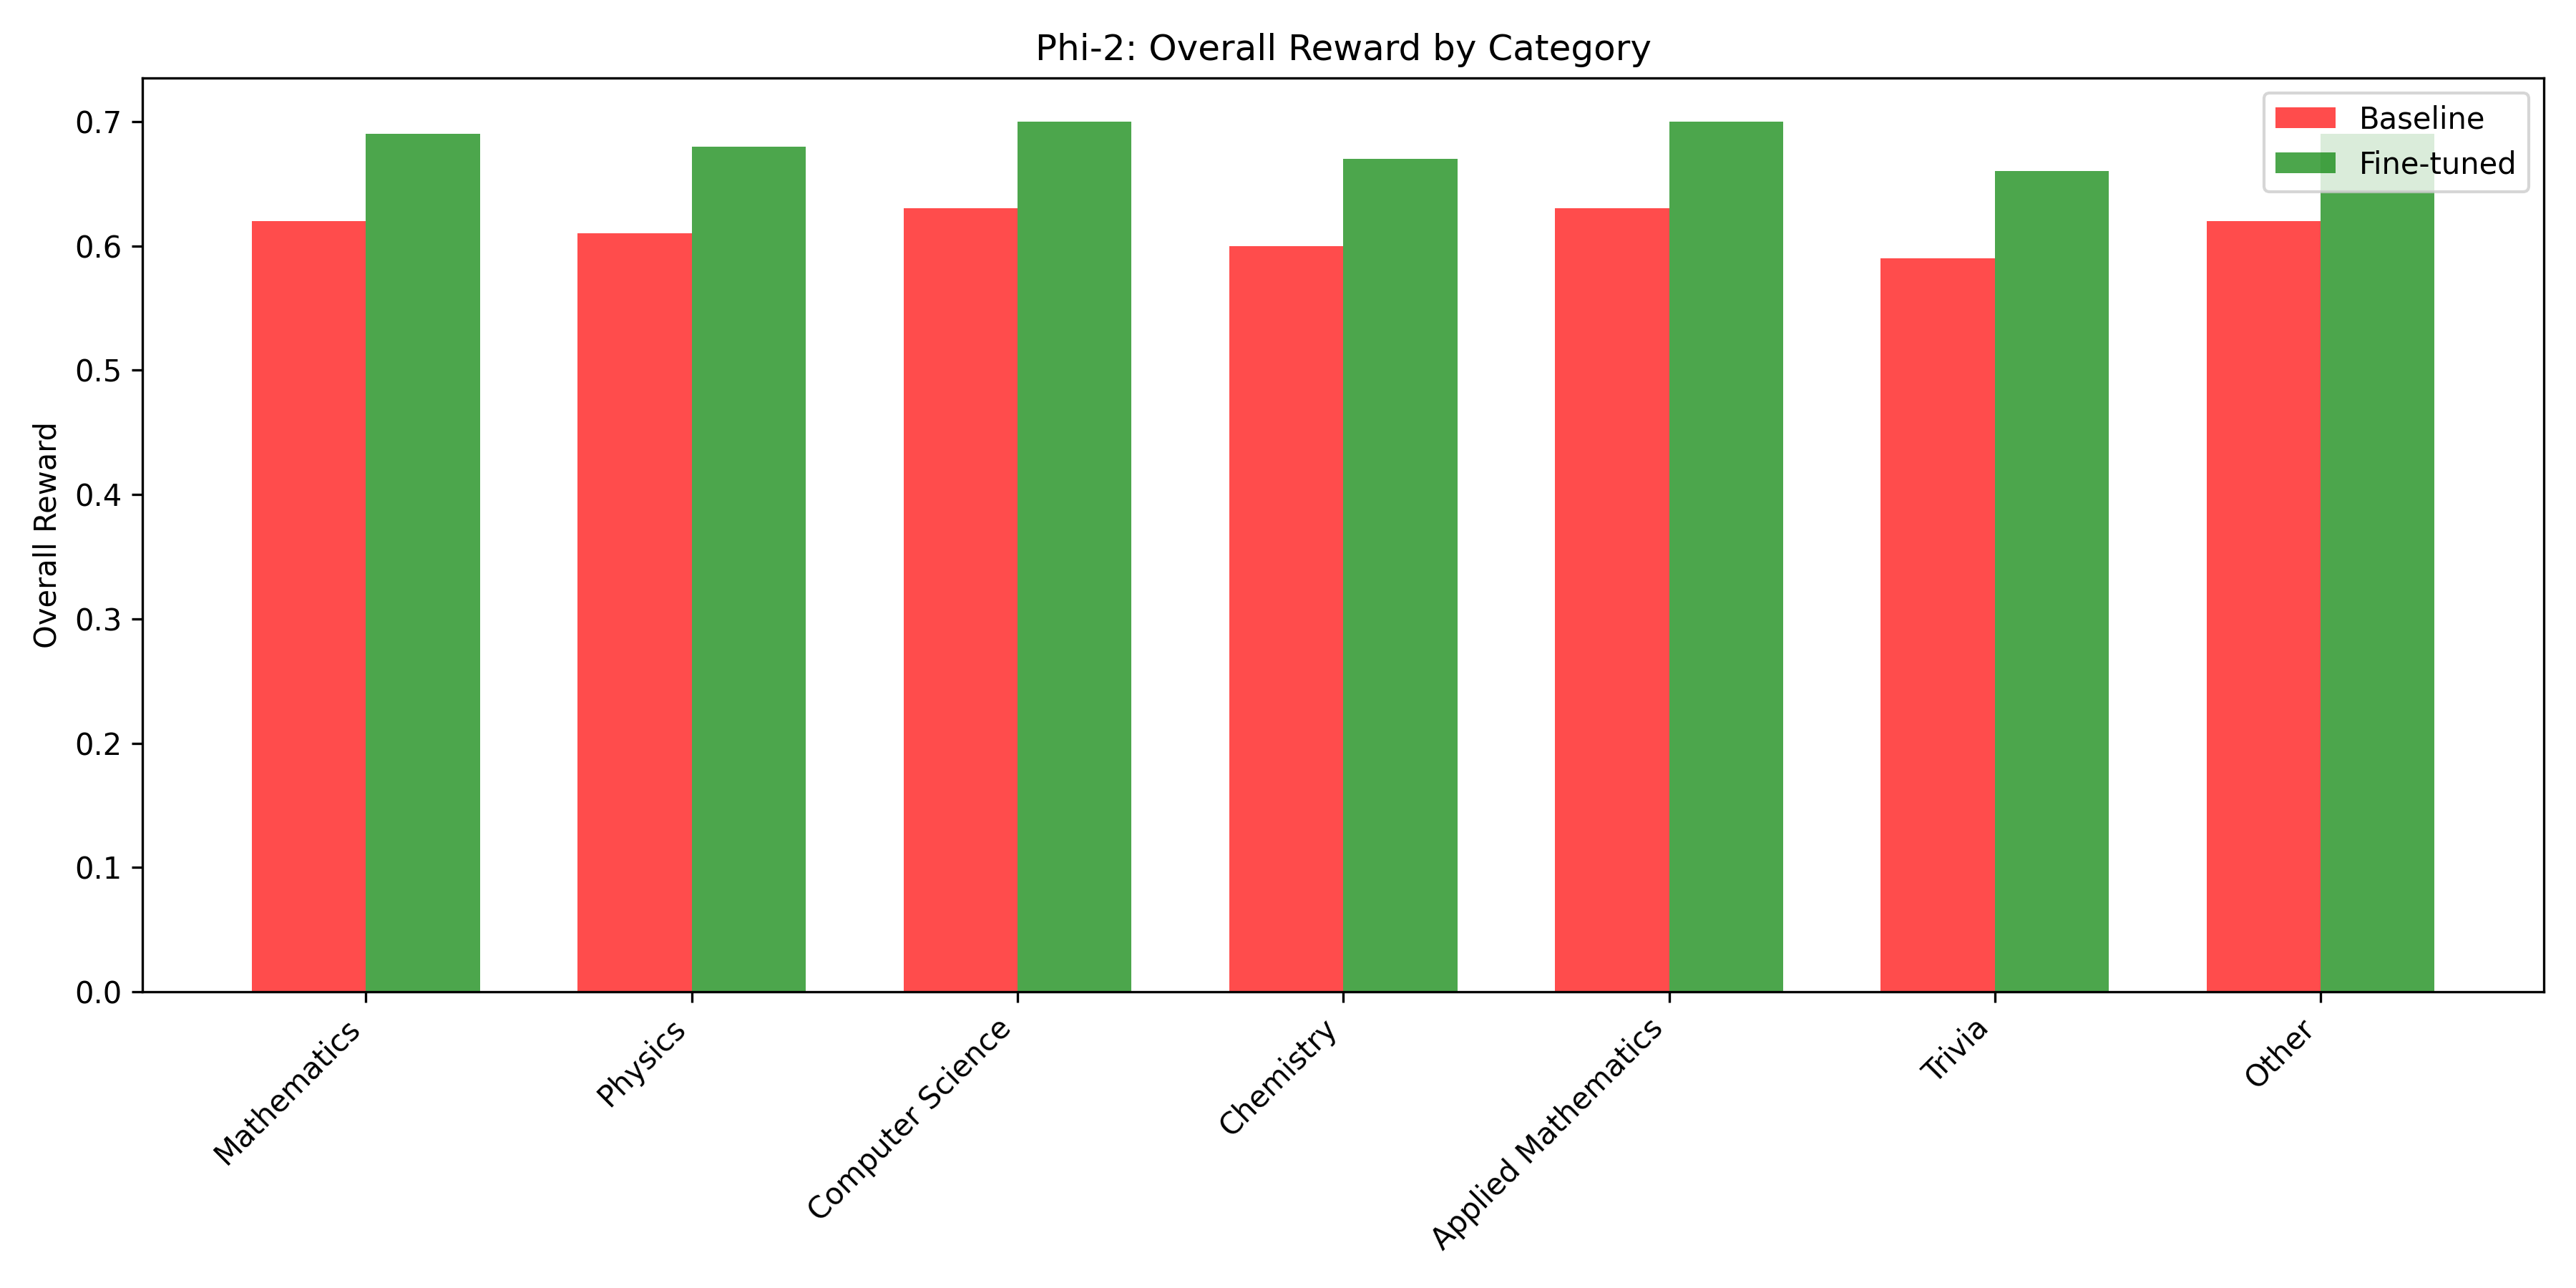 Phi-2: Overall Reward by Category
Overall Reward
0.7
0.6
0.5
0.4
0.3
0.2
0.1
0.0
Baseline
Fine-tuned
Mathematics
Physics
Computer Science
Chemistry
Applied Mathematics
Trivia
Other